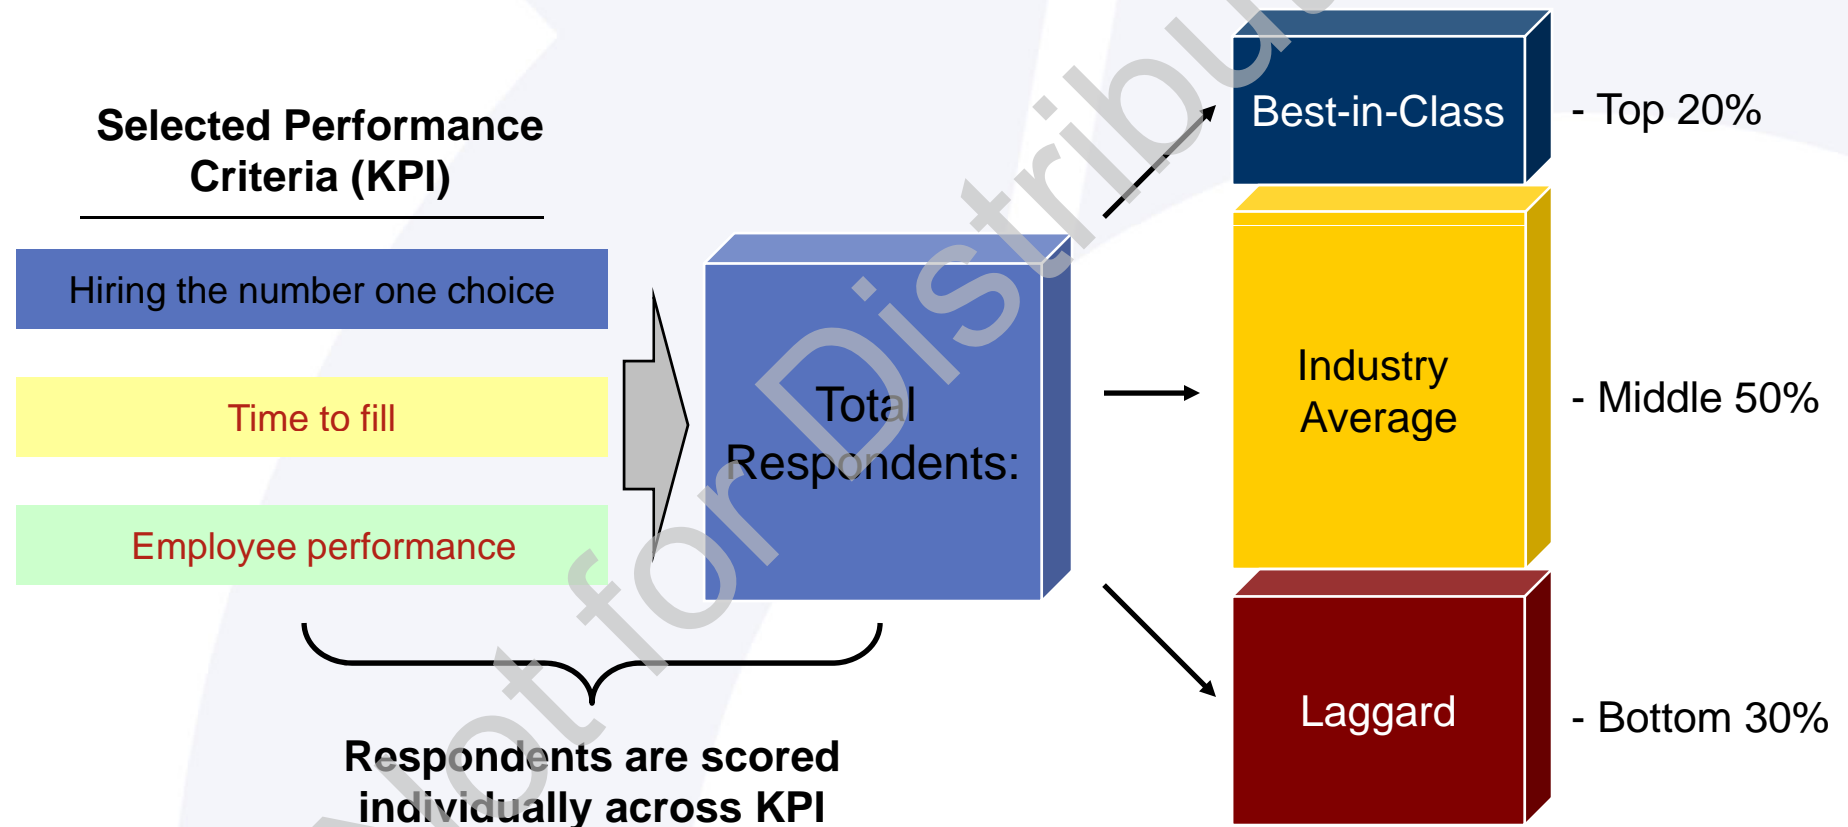 Selected Performance
Criteria (KPI)
Hiring the number one choice
Time to fill
Employee performance
Total
Respondents:
Respondents are scored
individually across KPI
Best-in-Class
- Top 20%
Industry
Average
- Middle 50%
Laggard
- Bottom 30%
Not for Distribut